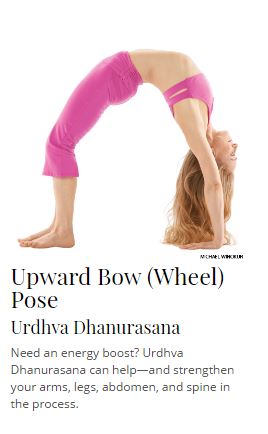 MICHAEL WINOKUR
Upward Bow (Wheel)
Pose
Urdhva Dhanurasana
Need an energy boost? Urdhva
Dhanurasana can help—and strengthen
your arms, legs, abdomen, and spine in
the process.